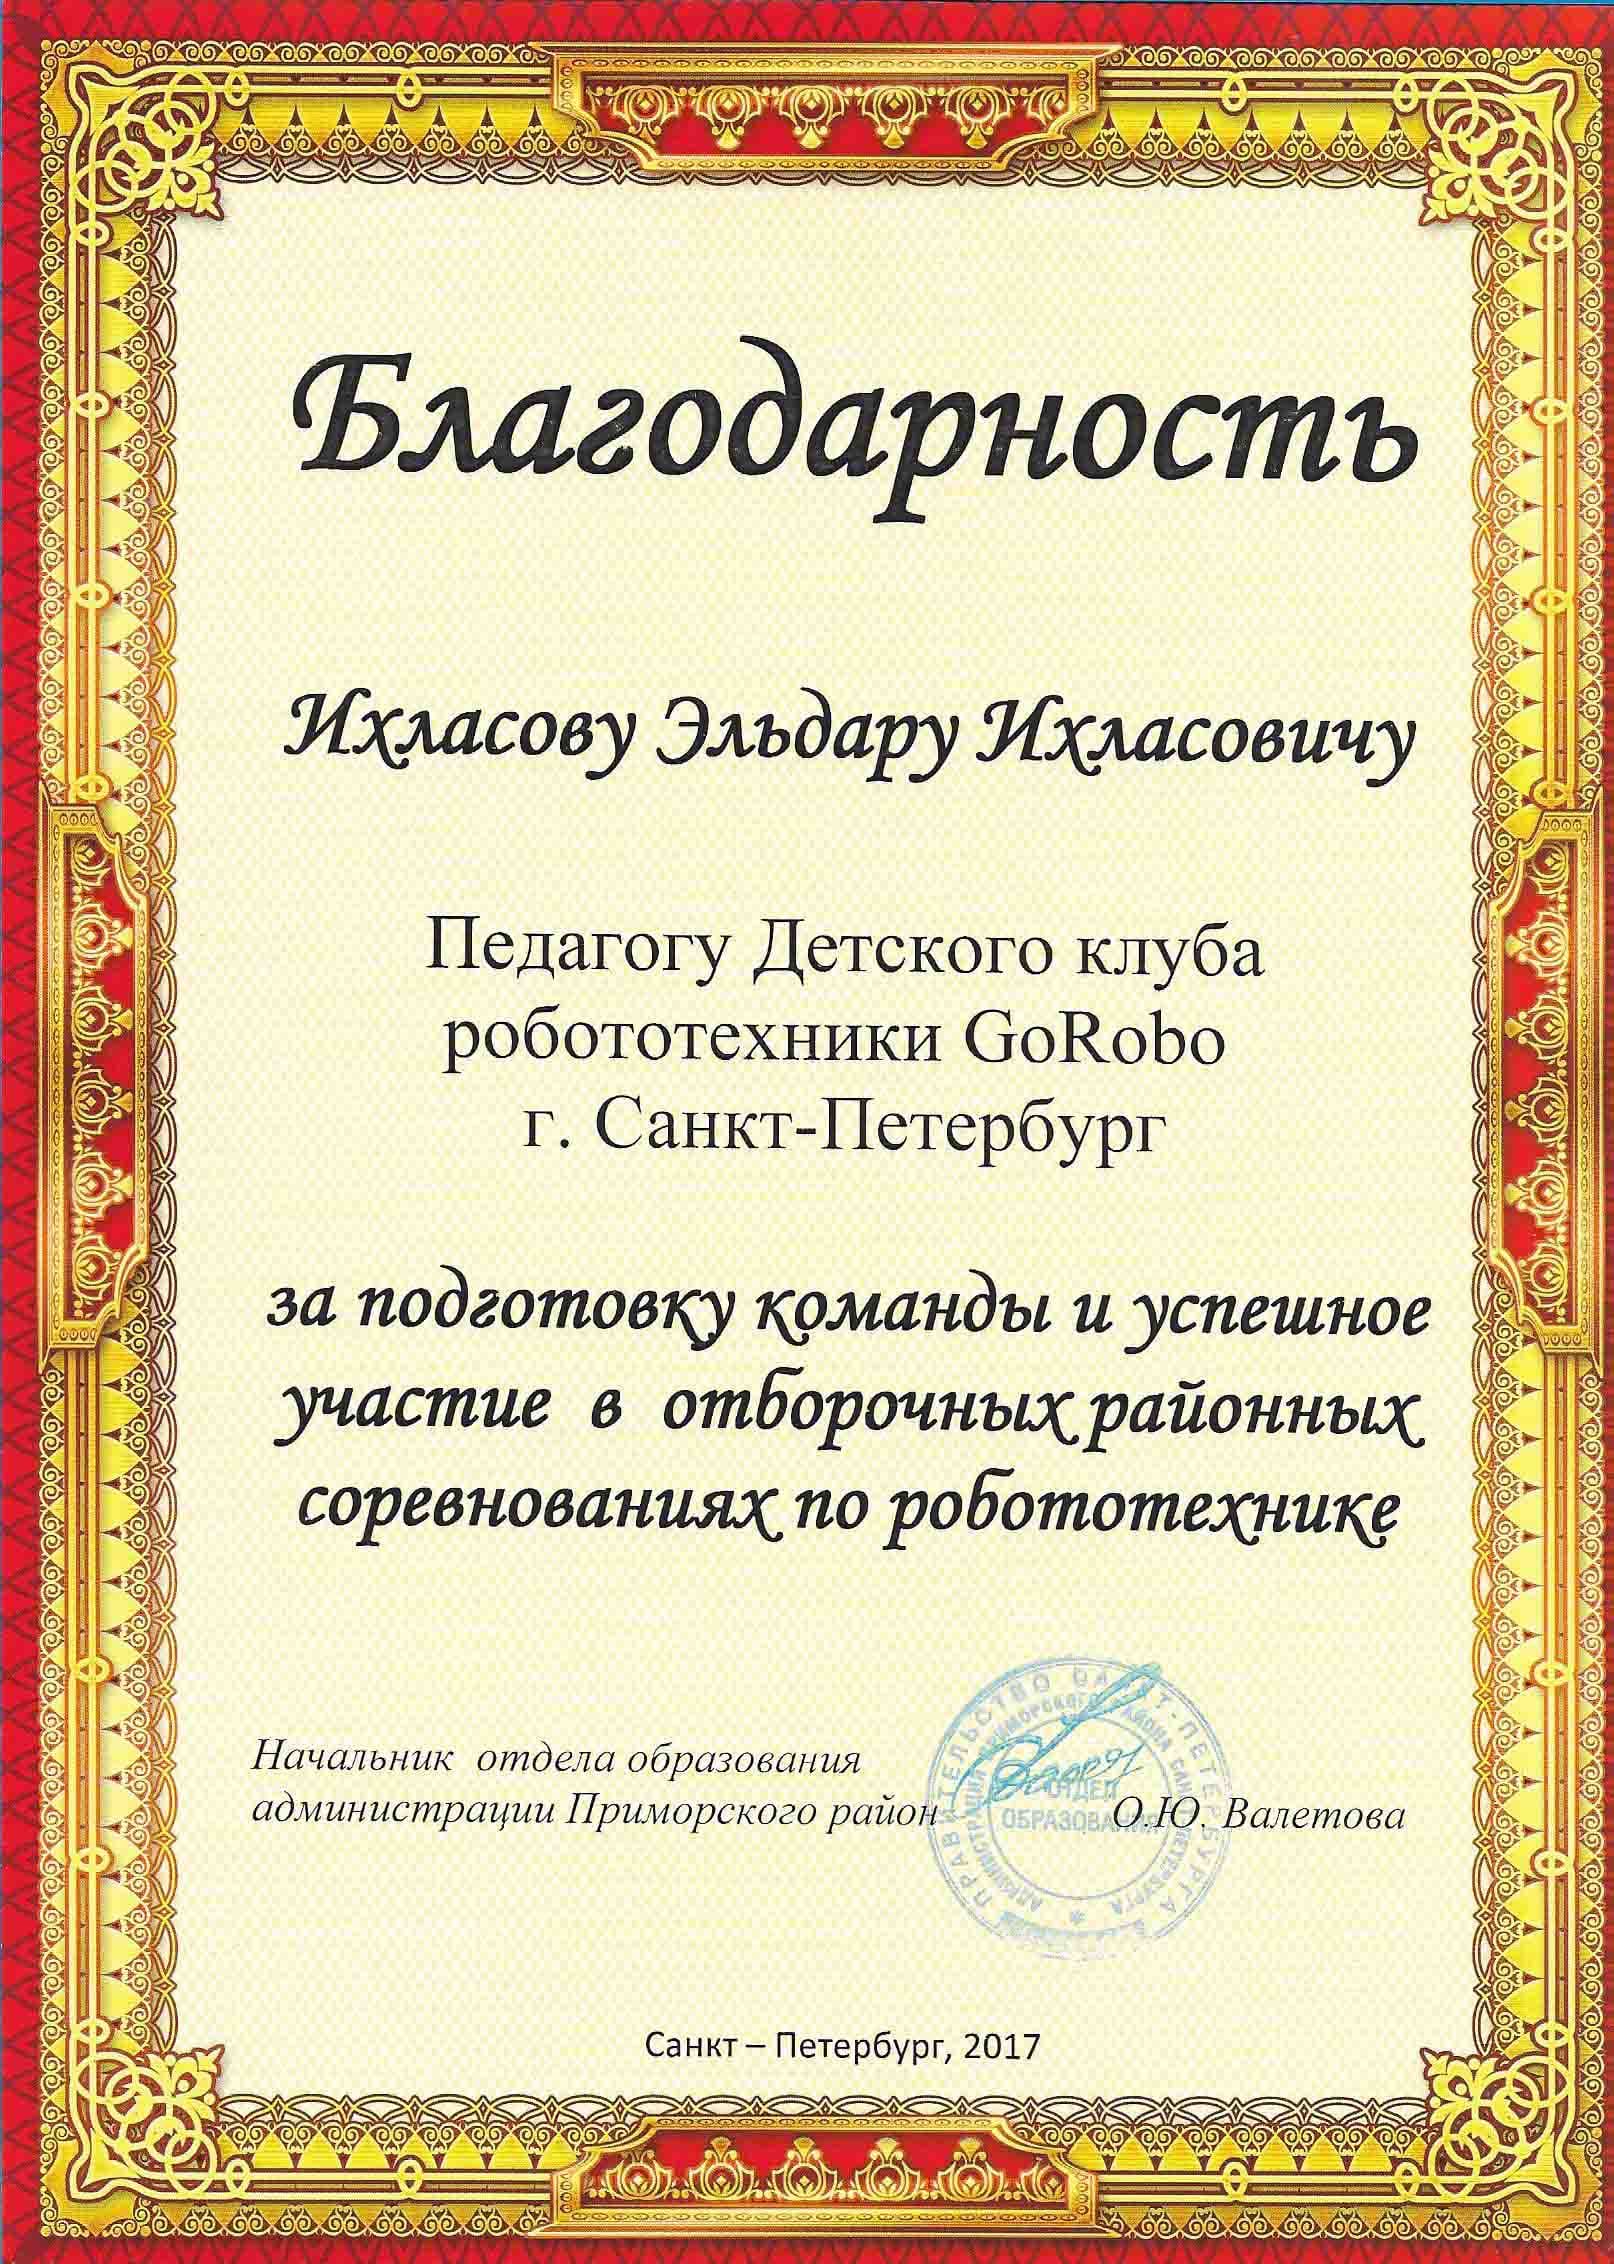 Благодарность
Ихласову Эльдару Ихласовичу
Педагогу Детского клуба
робототехники GoRobo
г. Санкт-Петербург
за подготовку команды и успешное
участие в отборочных районных
соревнованиях по робототехнике
Начальник отдела образования
администрации Приморского район
О.Ю. Валетова
ПРАВИТЕЛЬСТВО САНКТ-ПЕТЕРБУРГА
АДМИНИСТРАЦИЯ ПРИМОРСКОГО РАЙОНА САНКТ-ПЕТЕРБУРГА
ОТДЕЛ
ОБРАЗОВАНИЯ
Санкт – Петербург, 2017